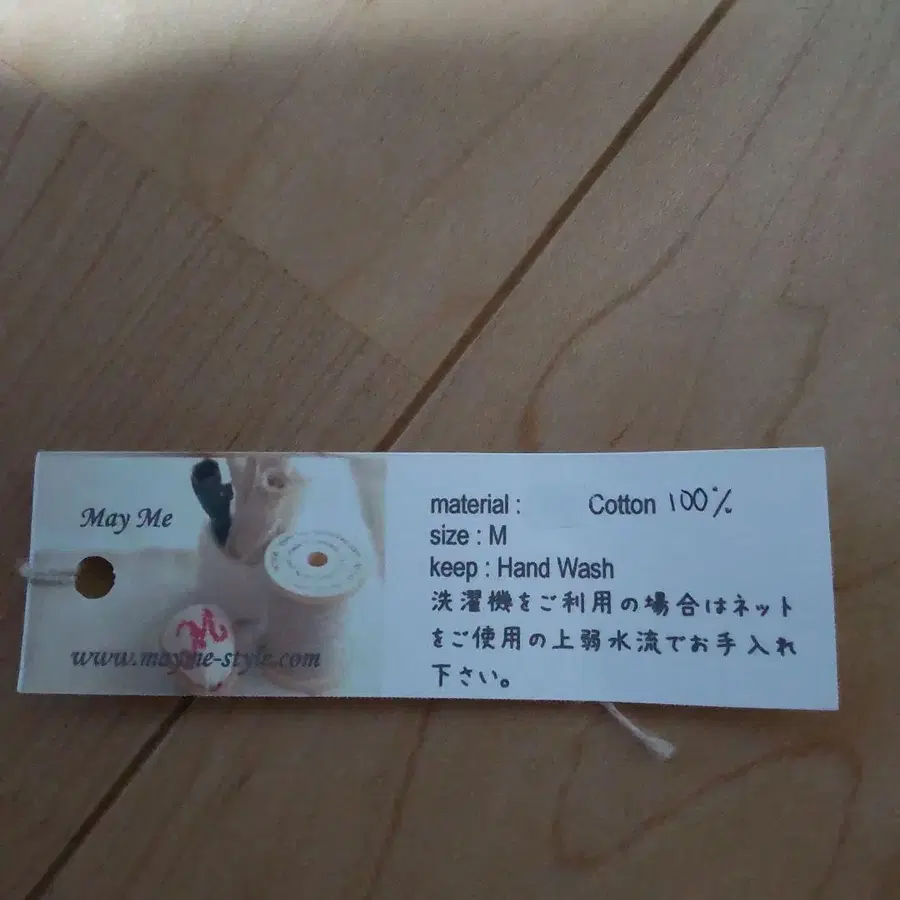 May Me
www.mayme-style.com
material : Cotton 100%
size : M
keep : Hand Wash
洗濯機をご利用の場合はネット
をご使用の上弱水流でお手入れ
下さい。